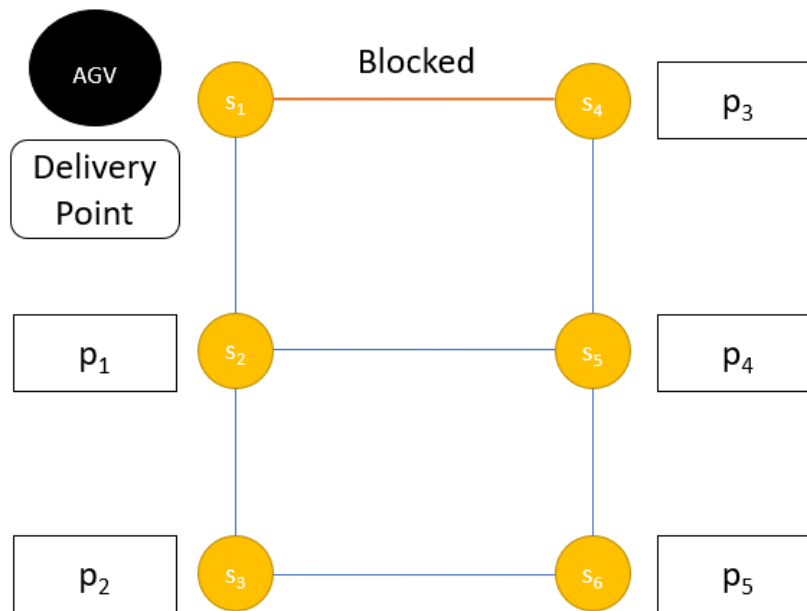 AGV
Blocked
s₁
s₄
p₃
Delivery
Point
p₁
s₂
s₅
p₄
p₂
s₃
s₆
p₅